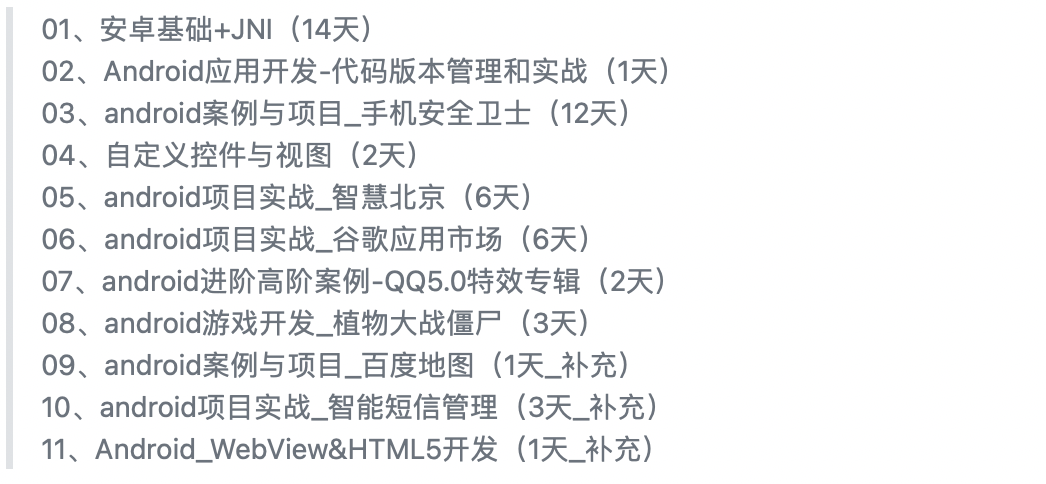 01、安卓基础+JNI（14天）
02、Android应用开发-代码版本管理和实战（1天）
03、android案例与项目_手机安全卫士（12天）
04、自定义控件与视图（2天）
05、android项目实战_智慧北京（6天）
06、android项目实战_谷歌应用市场（6天）
07、android进阶高阶案例-QQ5.0特效专辑（2天）
08、android游戏开发_植物大战僵尸（3天）
09、android案例与项目_百度地图（1天_补充）
10、android项目实战_智能短信管理（3天_补充）
11、Android_WebView&HTML5开发（1天_补充）